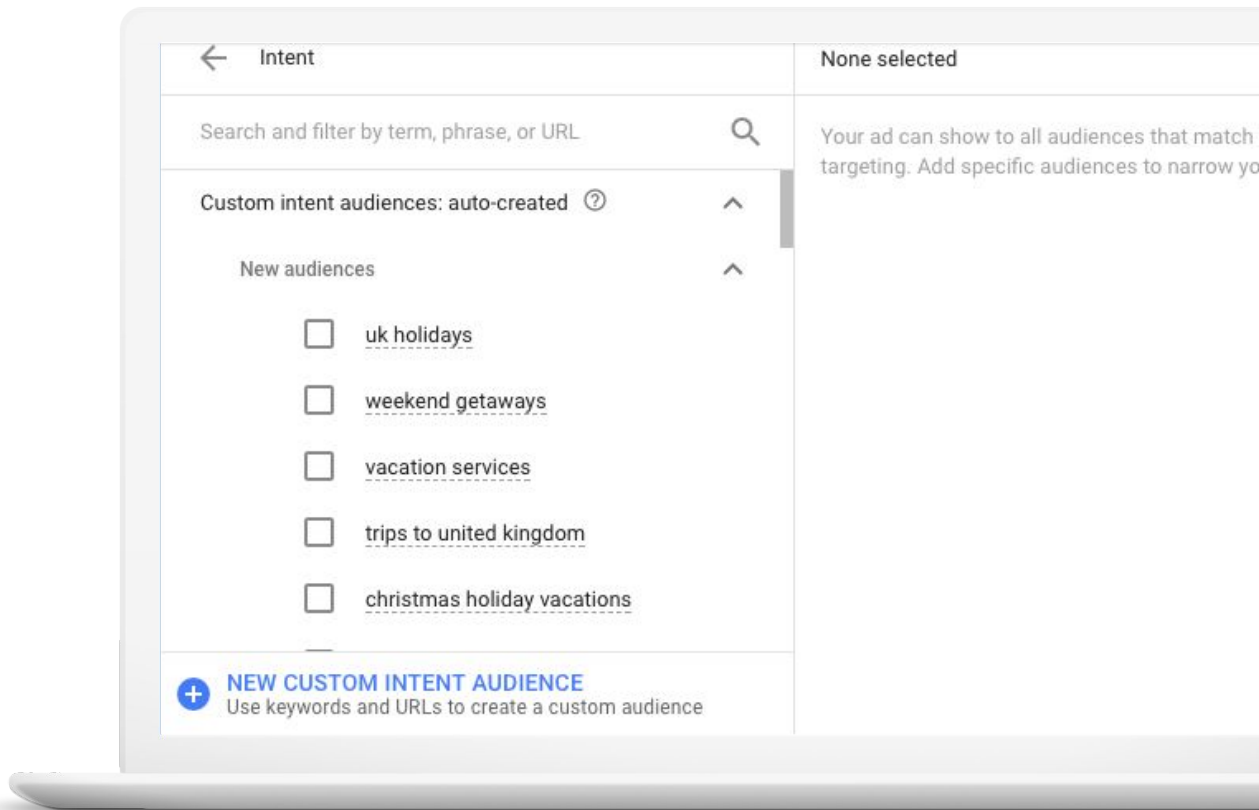 Intent
None selected
Search and filter by term, phrase, or URL
Your ad can show to all audiences that match
targeting. Add specific audiences to narrow yo
Custom intent audiences: auto-created ?
New audiences
uk holidays
weekend getaways
vacation services
trips to united kingdom
christmas holiday vacations
NEW CUSTOM INTENT AUDIENCE
Use keywords and URLs to create a custom audience